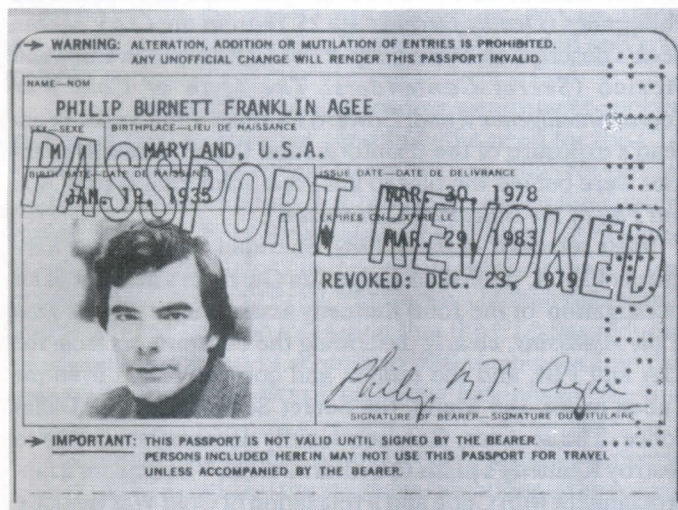 → WARNING: ALTERATION, ADDITION OR MUTILATION OF ENTRIES IS PROHIBITED.
ANY UNOFFICIAL CHANGE WILL RENDER THIS PASSPORT INVALID.
NAME—NOM
PHILIP BURNETT FRANKLIN AGEE
SEX—SEXE BIRTHPLACE—LIEU DE NAISSANCE
M MARYLAND, U.S.A.
BIRTH DATE—DATE DE NAISSANCE ISSUE DATE—DATE DE DELIVRANCE
JAN. 19, 1935 MAR. 30, 1978
PASSPORT REVOKED
EXPIRES ON—EXPIRE LE
MAR. 29, 1983
REVOKED: DEC. 23, 1979
Philip B. F. Agee
SIGNATURE OF BEARER—SIGNATURE DU TITULAIRE
→ IMPORTANT: THIS PASSPORT IS NOT VALID UNTIL SIGNED BY THE BEARER.
PERSONS INCLUDED HEREIN MAY NOT USE THIS PASSPORT FOR TRAVEL
UNLESS ACCOMPANIED BY THE BEARER.